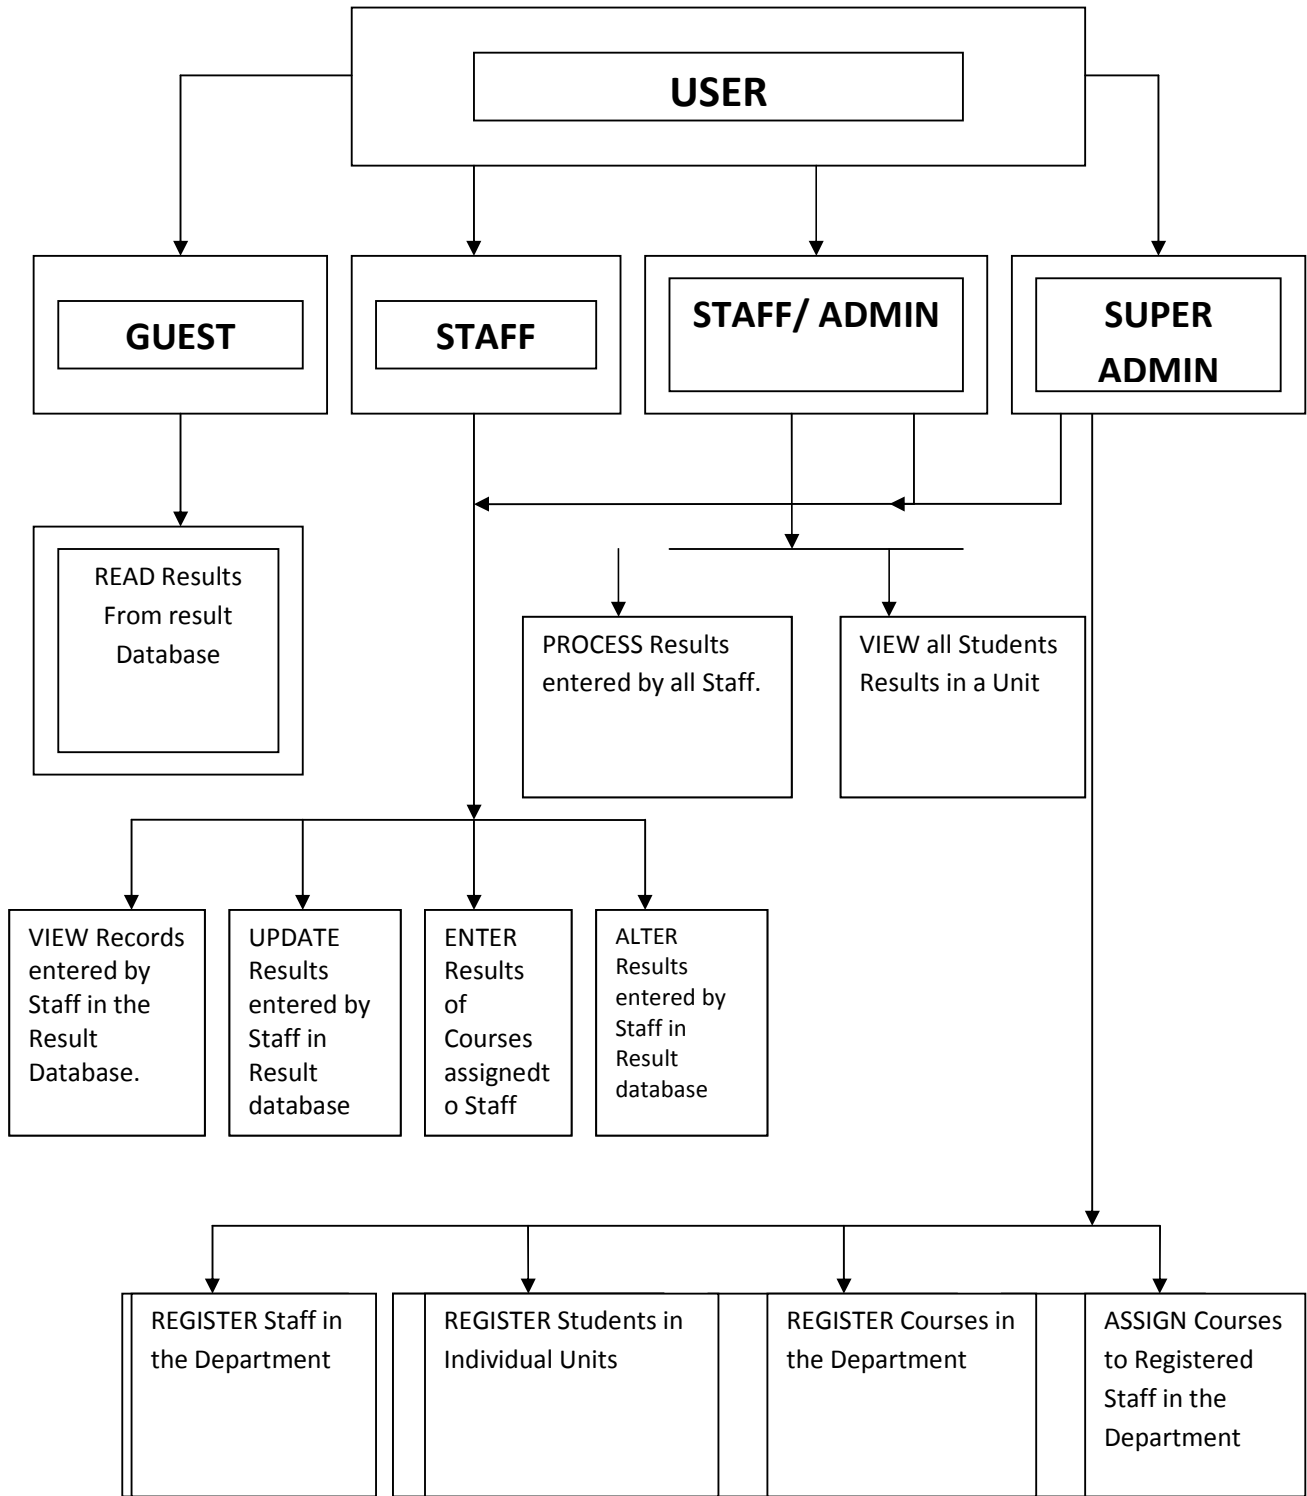 USER
GUEST
STAFF
STAFF/ ADMIN
SUPER
ADMIN
READ Results
From result
Database
PROCESS Results
entered by all Staff.
VIEW all Students
Results in a Unit
VIEW Records
entered by
Staff in the
Result
Database.
UPDATE
Results
entered by
Staff in
Result
database
ENTER
Results
of
Courses
assignedt
o Staff
ALTER
Results
entered by
Staff in
Result
database
REGISTER Staff in
the Department
REGISTER Students in
Individual Units
REGISTER Courses in
the Department
ASSIGN Courses
to Registered
Staff in the
Department